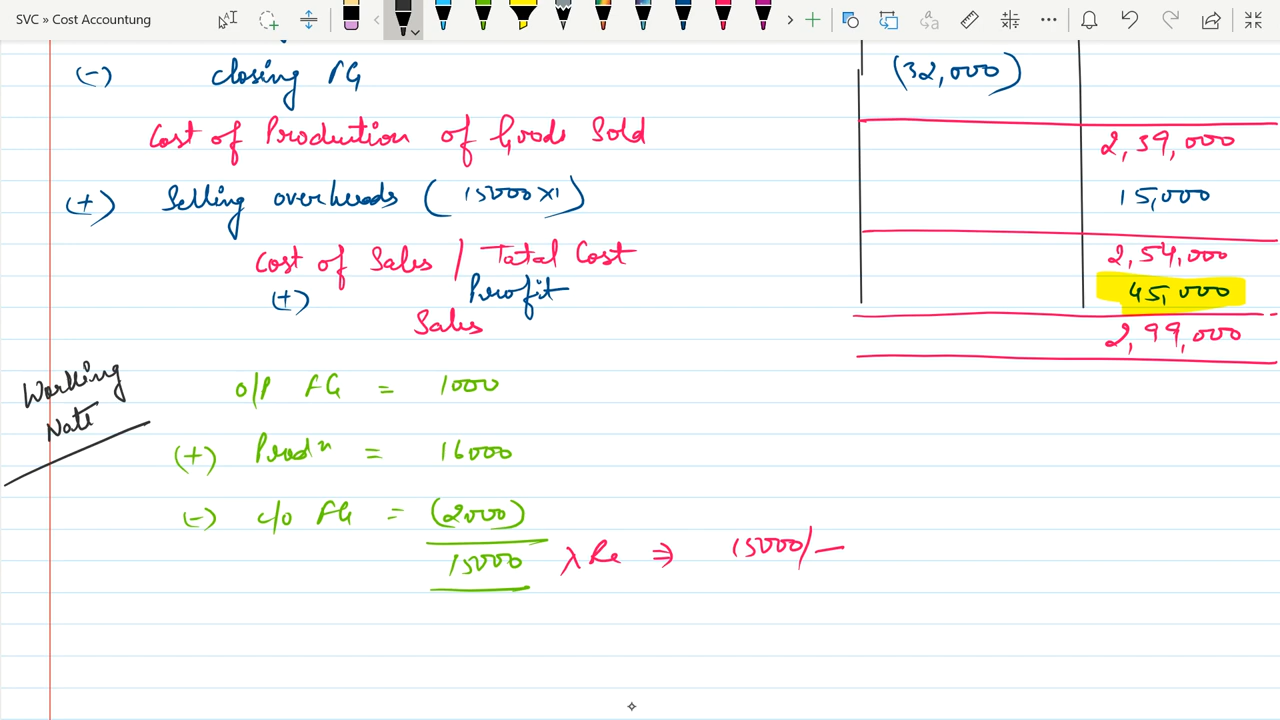 SVC » Cost Accountung
(-) closing FG (32,000)
Cost of Production of Goods Sold 2,39,000
(+) Selling overheads (15000x1) 15,000
Cost of Sales / Total Cost 2,54,000
(+) Profit 45,000
Sales 2,99,000
Working Note
o/p FG = 1000
(+) Prodn = 16000
(-) c/o FG = (2000)
15000 x Re ⇒ 15000/-